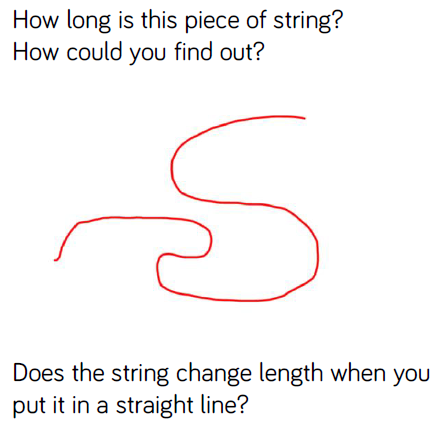 How long is this piece of string?
How could you find out?
Does the string change length when you
put it in a straight line?